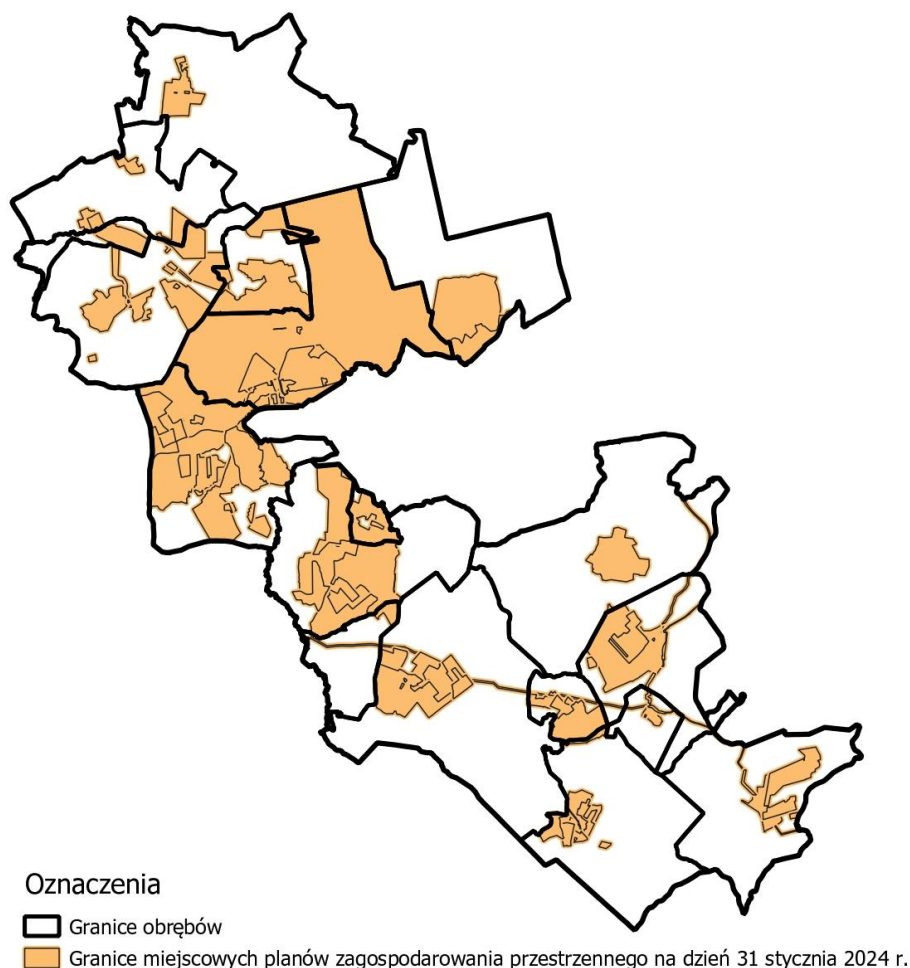 Oznaczenia
Granice obrębów
Granice miejscowych planów zagospodarowania przestrzennego na dzień 31 stycznia 2024 r.